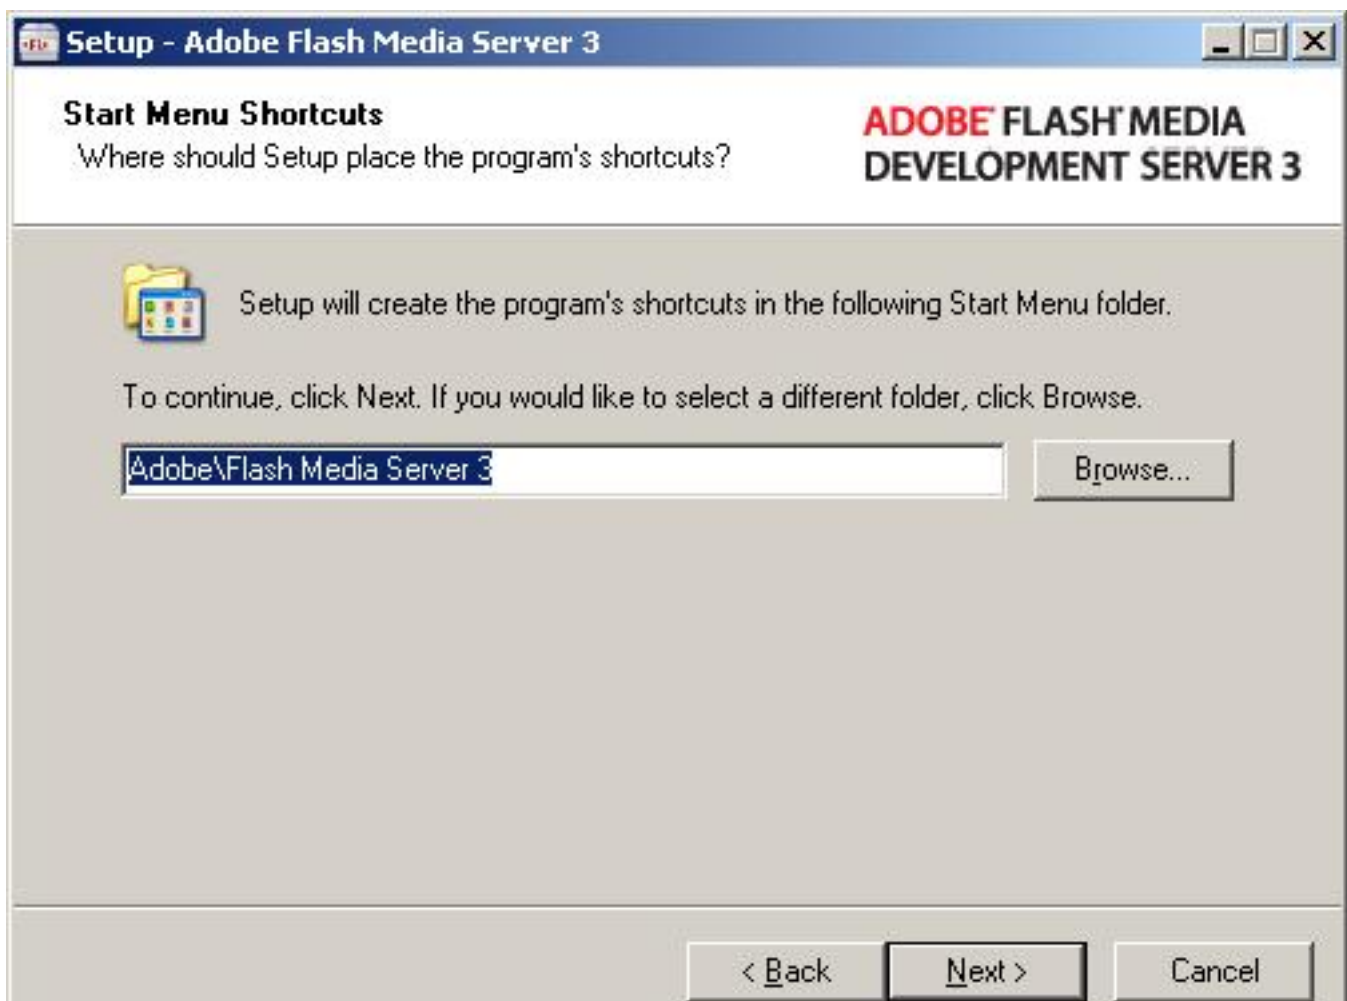 Setup - Adobe Flash Media Server 3
Start Menu Shortcuts
Where should Setup place the program's shortcuts?
ADOBE FLASH MEDIA
DEVELOPMENT SERVER 3
Setup will create the program's shortcuts in the following Start Menu folder.
To continue, click Next. If you would like to select a different folder, click Browse.
Adobe\Flash Media Server 3
Browse...
< Back
Next >
Cancel